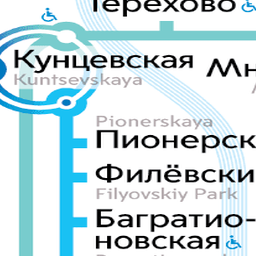 Терехово
Кунцевская
Kuntsevskaya
Мн
Pionerskaya
Пионерск
Филёвски
Filyovskiy Park
Багратио-
новская